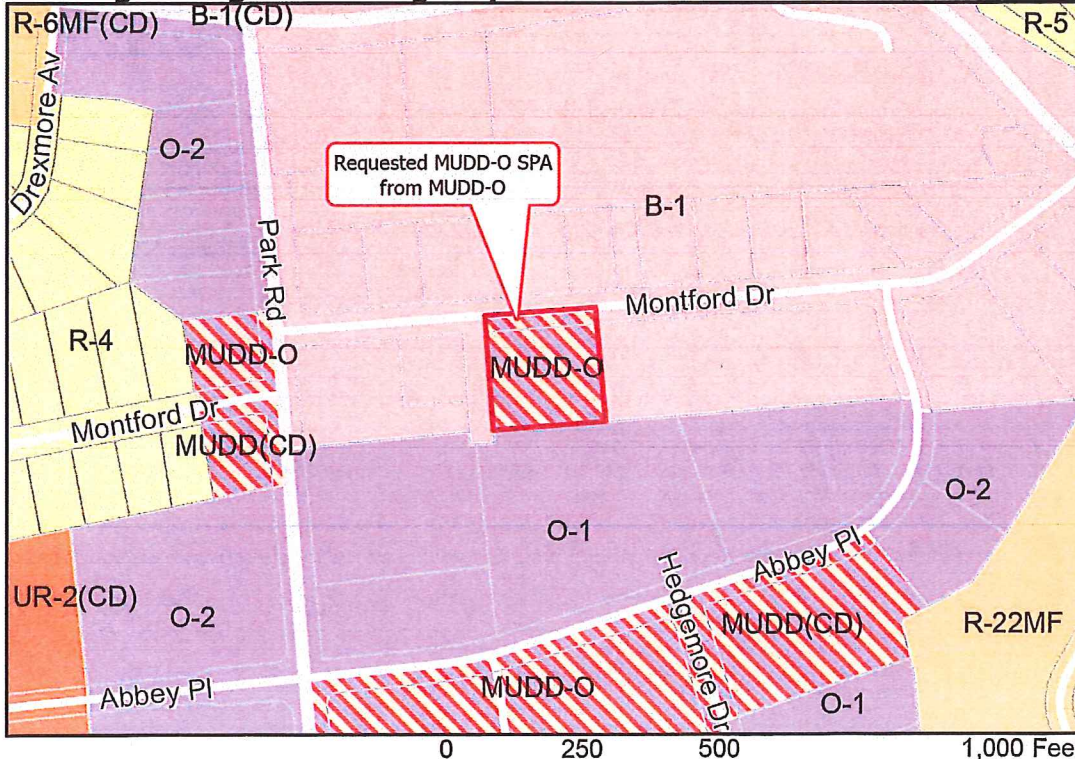 R-6MF(CD)
B-1(CD)
R-5
Drexmore Av
O-2
Requested MUDD-O SPA
from MUDD-O
B-1
Park Rd
Montford Dr
R-4
MUDD-O
MUDD-O
Montford Dr
MUDD(CD)
O-2
O-1
Abbey Pl
Hedgemore Dr
UR-2(CD)
O-2
MUDD(CD)
R-22MF
MUDD-O
Abbey Pl
O-1
0 250 500 1,000 Fee